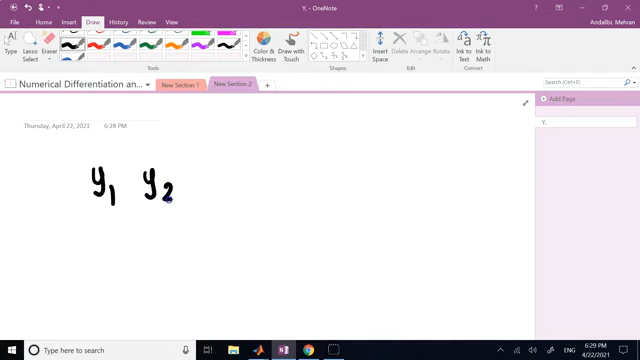 Y, - OneNote
Andalibi, Mehran
File Home Insert Draw History Review View
Type Lasso Select Eraser Color & Thickness Draw with Touch Insert Space Delete Arrange Rotate Ink to Text Ink to Math
Tools Shapes Edit Convert
Numerical Differentiation an... New Section 1 New Section 2 + Search (Ctrl+E)
Add Page
Y,
Thursday, April 22, 2021 6:28 PM
y1 y2
Type here to search
ENG 6:29 PM 4/22/2021